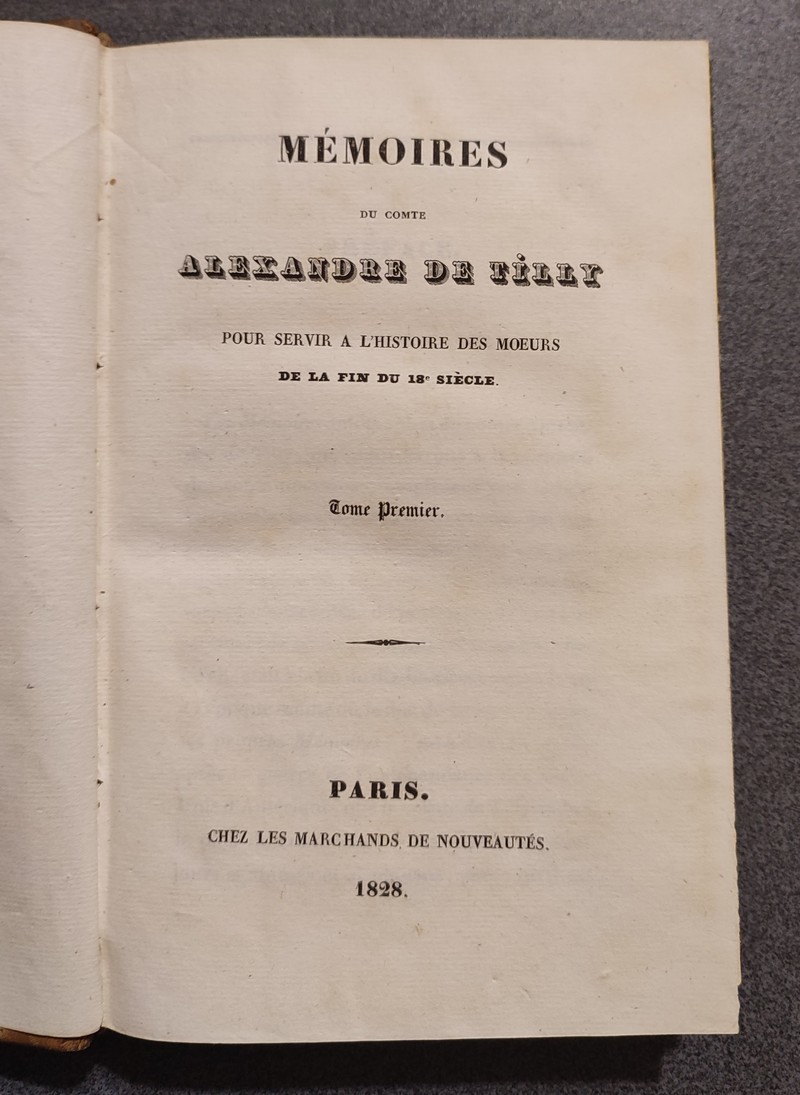 MÉMOIRES
DU COMTE
ALEXANDRE DE TILLY
POUR SERVIR A L'HISTOIRE DES MOEURS
DE LA FIN DU 18e SIÈCLE.
Tome Premier.
PARIS.
CHEZ LES MARCHANDS DE NOUVEAUTÉS.
1828.